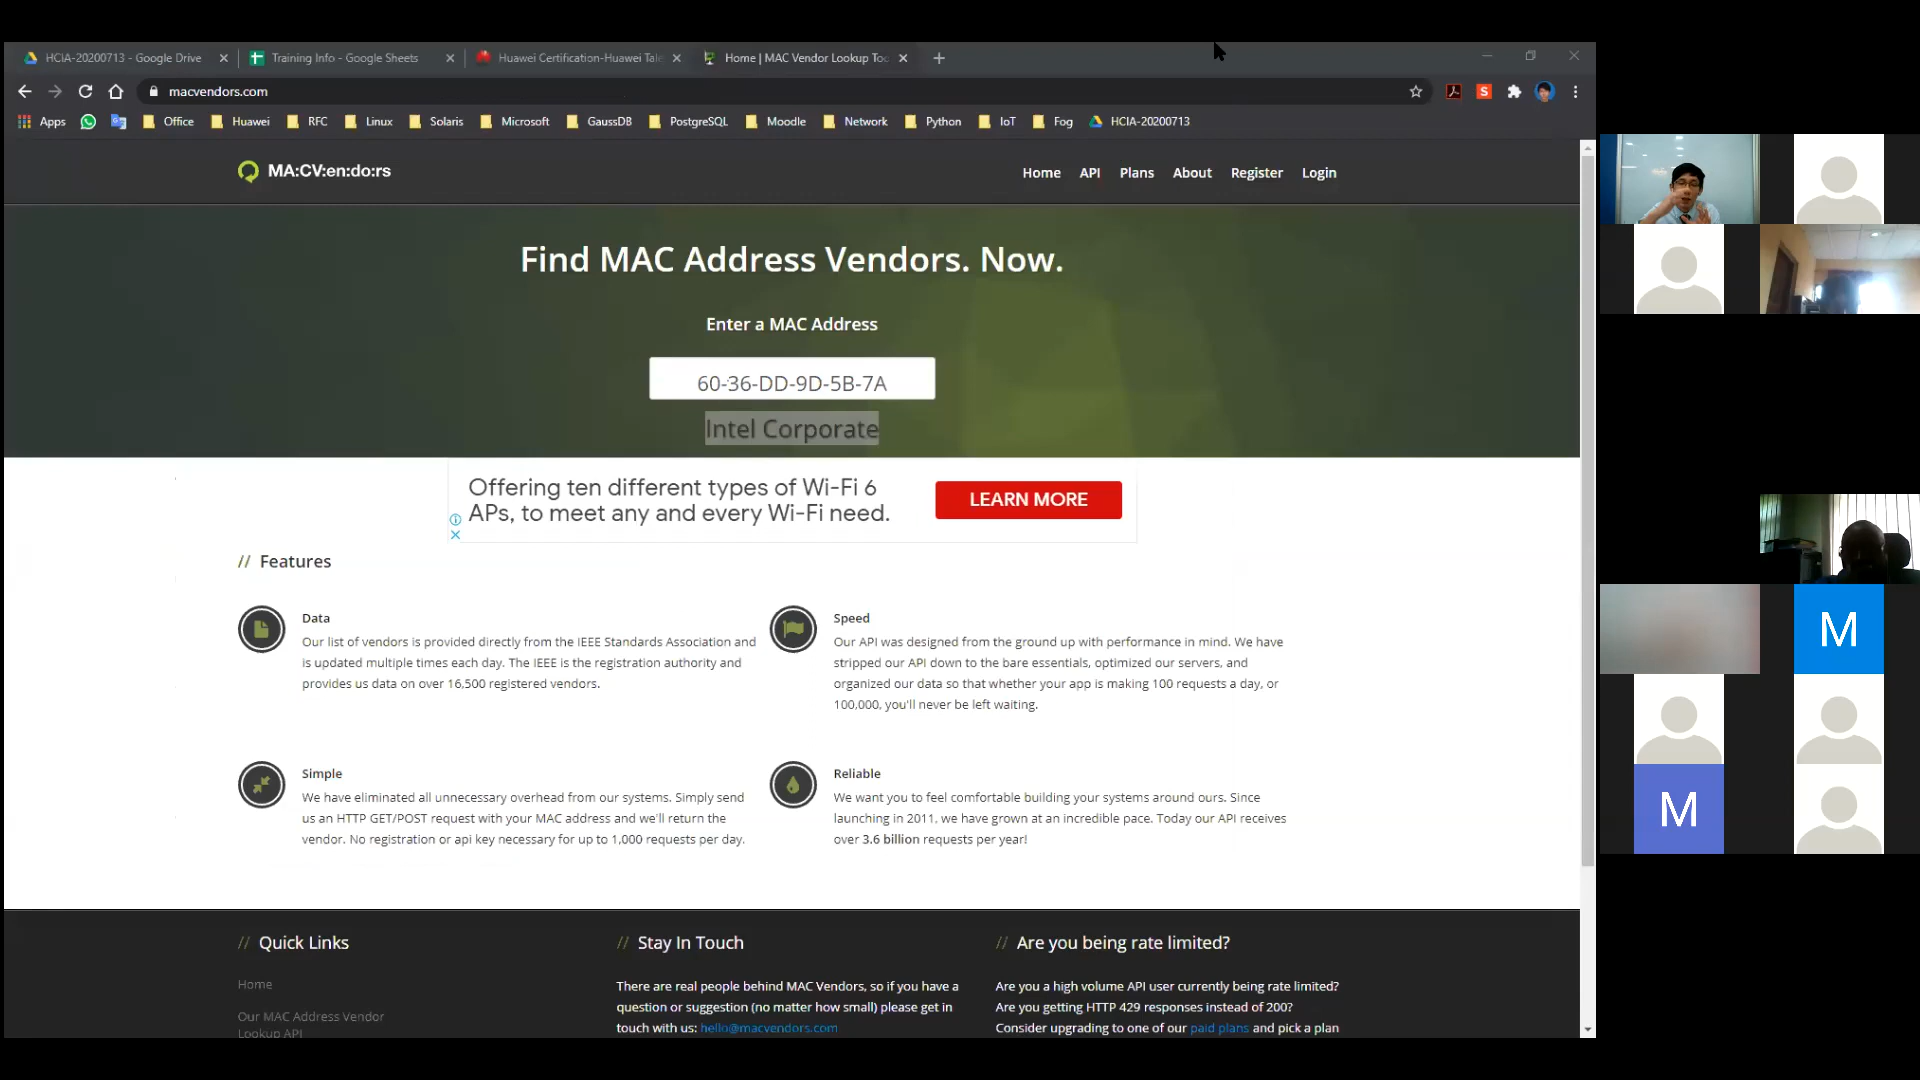 HCIA-20200713 - Google Drive
Training Info - Google Sheets
Huawei Certification-Huawei Tale
Home | MAC Vendor Lookup Too
macvendors.com
Apps Office Huawei RFC Linux Solaris Microsoft GaussDB PostgreSQL Moodle Network Python IoT Fog HCIA-20200713
MA:CV:en:do:rs
Home API Plans About Register Login
Find MAC Address Vendors. Now.
Enter a MAC Address
60-36-DD-9D-5B-7A
Intel Corporate
Offering ten different types of Wi-Fi 6
APs, to meet any and every Wi-Fi need.
LEARN MORE
// Features
Data
Our list of vendors is provided directly from the IEEE Standards Association and
is updated multiple times each day. The IEEE is the registration authority and
provides us data on over 16,500 registered vendors.
Speed
Our API was designed from the ground up with performance in mind. We have
stripped our API down to the bare essentials, optimized our servers, and
organized our data so that whether your app is making 100 requests a day, or
100,000, you'll never be left waiting.
Simple
We have eliminated all unnecessary overhead from our systems. Simply send
us an HTTP GET/POST request with your MAC address and we'll return the
vendor. No registration or api key necessary for up to 1,000 requests per day.
Reliable
We want you to feel comfortable building your systems around ours. Since
launching in 2011, we have grown at an incredible pace. Today our API receives
over 3.6 billion requests per year!
// Quick Links
Home
Our MAC Address Vendor
Lookup API
// Stay In Touch
There are real people behind MAC Vendors, so if you have a
question or suggestion (no matter how small) please get in
touch with us: hello@macvendors.com
// Are you being rate limited?
Are you a high volume API user currently being rate limited?
Are you getting HTTP 429 responses instead of 200?
Consider upgrading to one of our paid plans and pick a plan
M
M